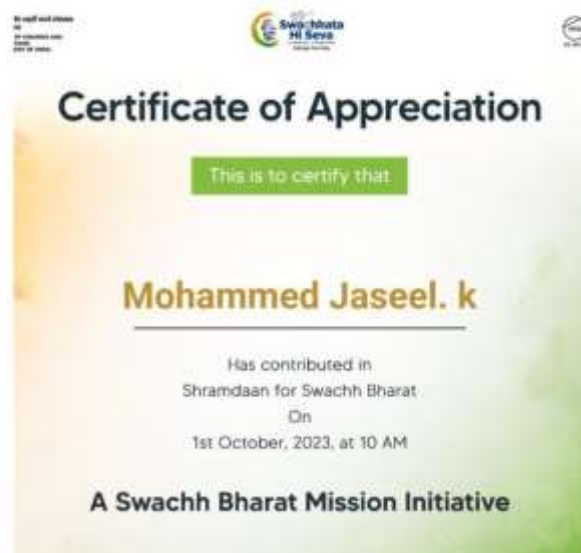 Swachhata
Hi Seva
Certificate of Appreciation
This is to certify that
Mohammed Jaseel. k
Has contributed in
Shramdaan for Swachh Bharat
On
1st October, 2023, at 10 AM
A Swachh Bharat Mission Initiative